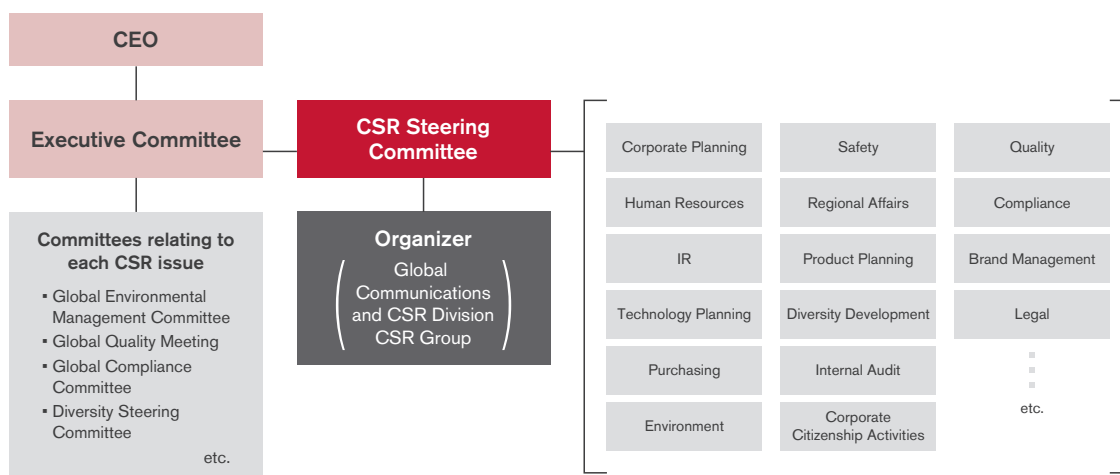 CEO
Executive Committee
Committees relating to
each CSR issue
▪ Global Environmental
Management Committee
▪ Global Quality Meeting
▪ Global Compliance
Committee
▪ Diversity Steering
Committee
etc.
CSR Steering
Committee
Organizer
Global
Communications
and CSR Division
CSR Group
Corporate Planning
Human Resources
IR
Technology Planning
Purchasing
Environment
Safety
Regional Affairs
Product Planning
Diversity Development
Internal Audit
Corporate
Citizenship Activities
Quality
Compliance
Brand Management
Legal
etc.